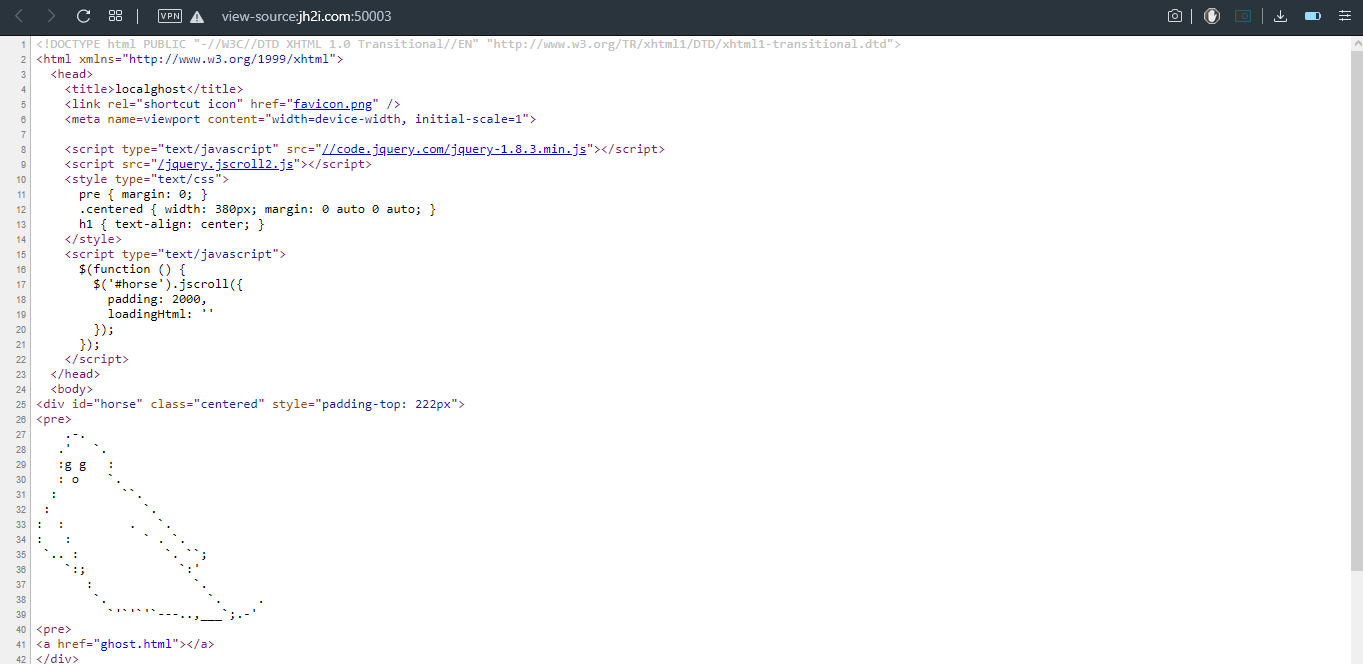 VPN view-source:jh2i.com:50003
1 <!DOCTYPE html PUBLIC "-//W3C//DTD XHTML 1.0 Transitional//EN" "http://www.w3.org/TR/xhtml1/DTD/xhtml1-transitional.dtd">
2 <html xmlns="http://www.w3.org/1999/xhtml">
3   <head>
4     <title>localghost</title>
5     <link rel="shortcut icon" href="favicon.png" />
6     <meta name=viewport content="width=device-width, initial-scale=1">
7
8     <script type="text/javascript" src="//code.jquery.com/jquery-1.8.3.min.js"></script>
9     <script src="/jquery.jscroll2.js"></script>
10     <style type="text/css">
11       pre { margin: 0; }
12       .centered { width: 380px; margin: 0 auto 0 auto; }
13       h1 { text-align: center; }
14     </style>
15     <script type="text/javascript">
16       $(function () {
17         $('#horse').jscroll({
18           padding: 2000,
19           loadingHtml: ''
20         });
21       });
22     </script>
23   </head>
24   <body>
25 <div id="horse" class="centered" style="padding-top: 222px">
26 <pre>
27     .-.
28    .'   `.
29    :g g   :
30    : o    `.
31   :         ``.
32  :             `.
33 :  :         .   `.
34 :   :          ` . `.
35  `.. :            `. ``;
36     `:;             `:'
37        :              `.
38         `.              `.     .
39           `'`'`'`---..,___`;.-'
40 <pre>
41 <a href="ghost.html"></a>
42 </div>